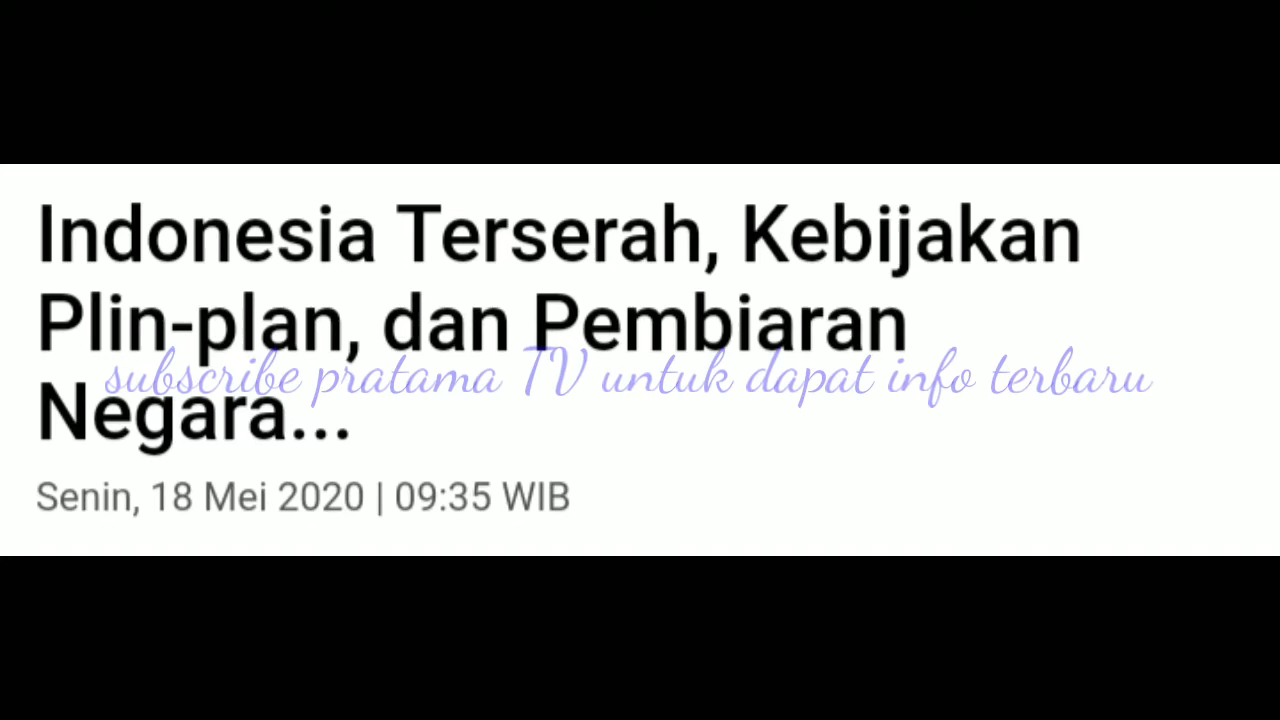 Indonesia Terserah, Kebijakan
Plin-plan, dan Pembiaran
subscribe pratama TV untuk dapat info terbaru
Negara...
Senin, 18 Mei 2020 | 09:35 WIB